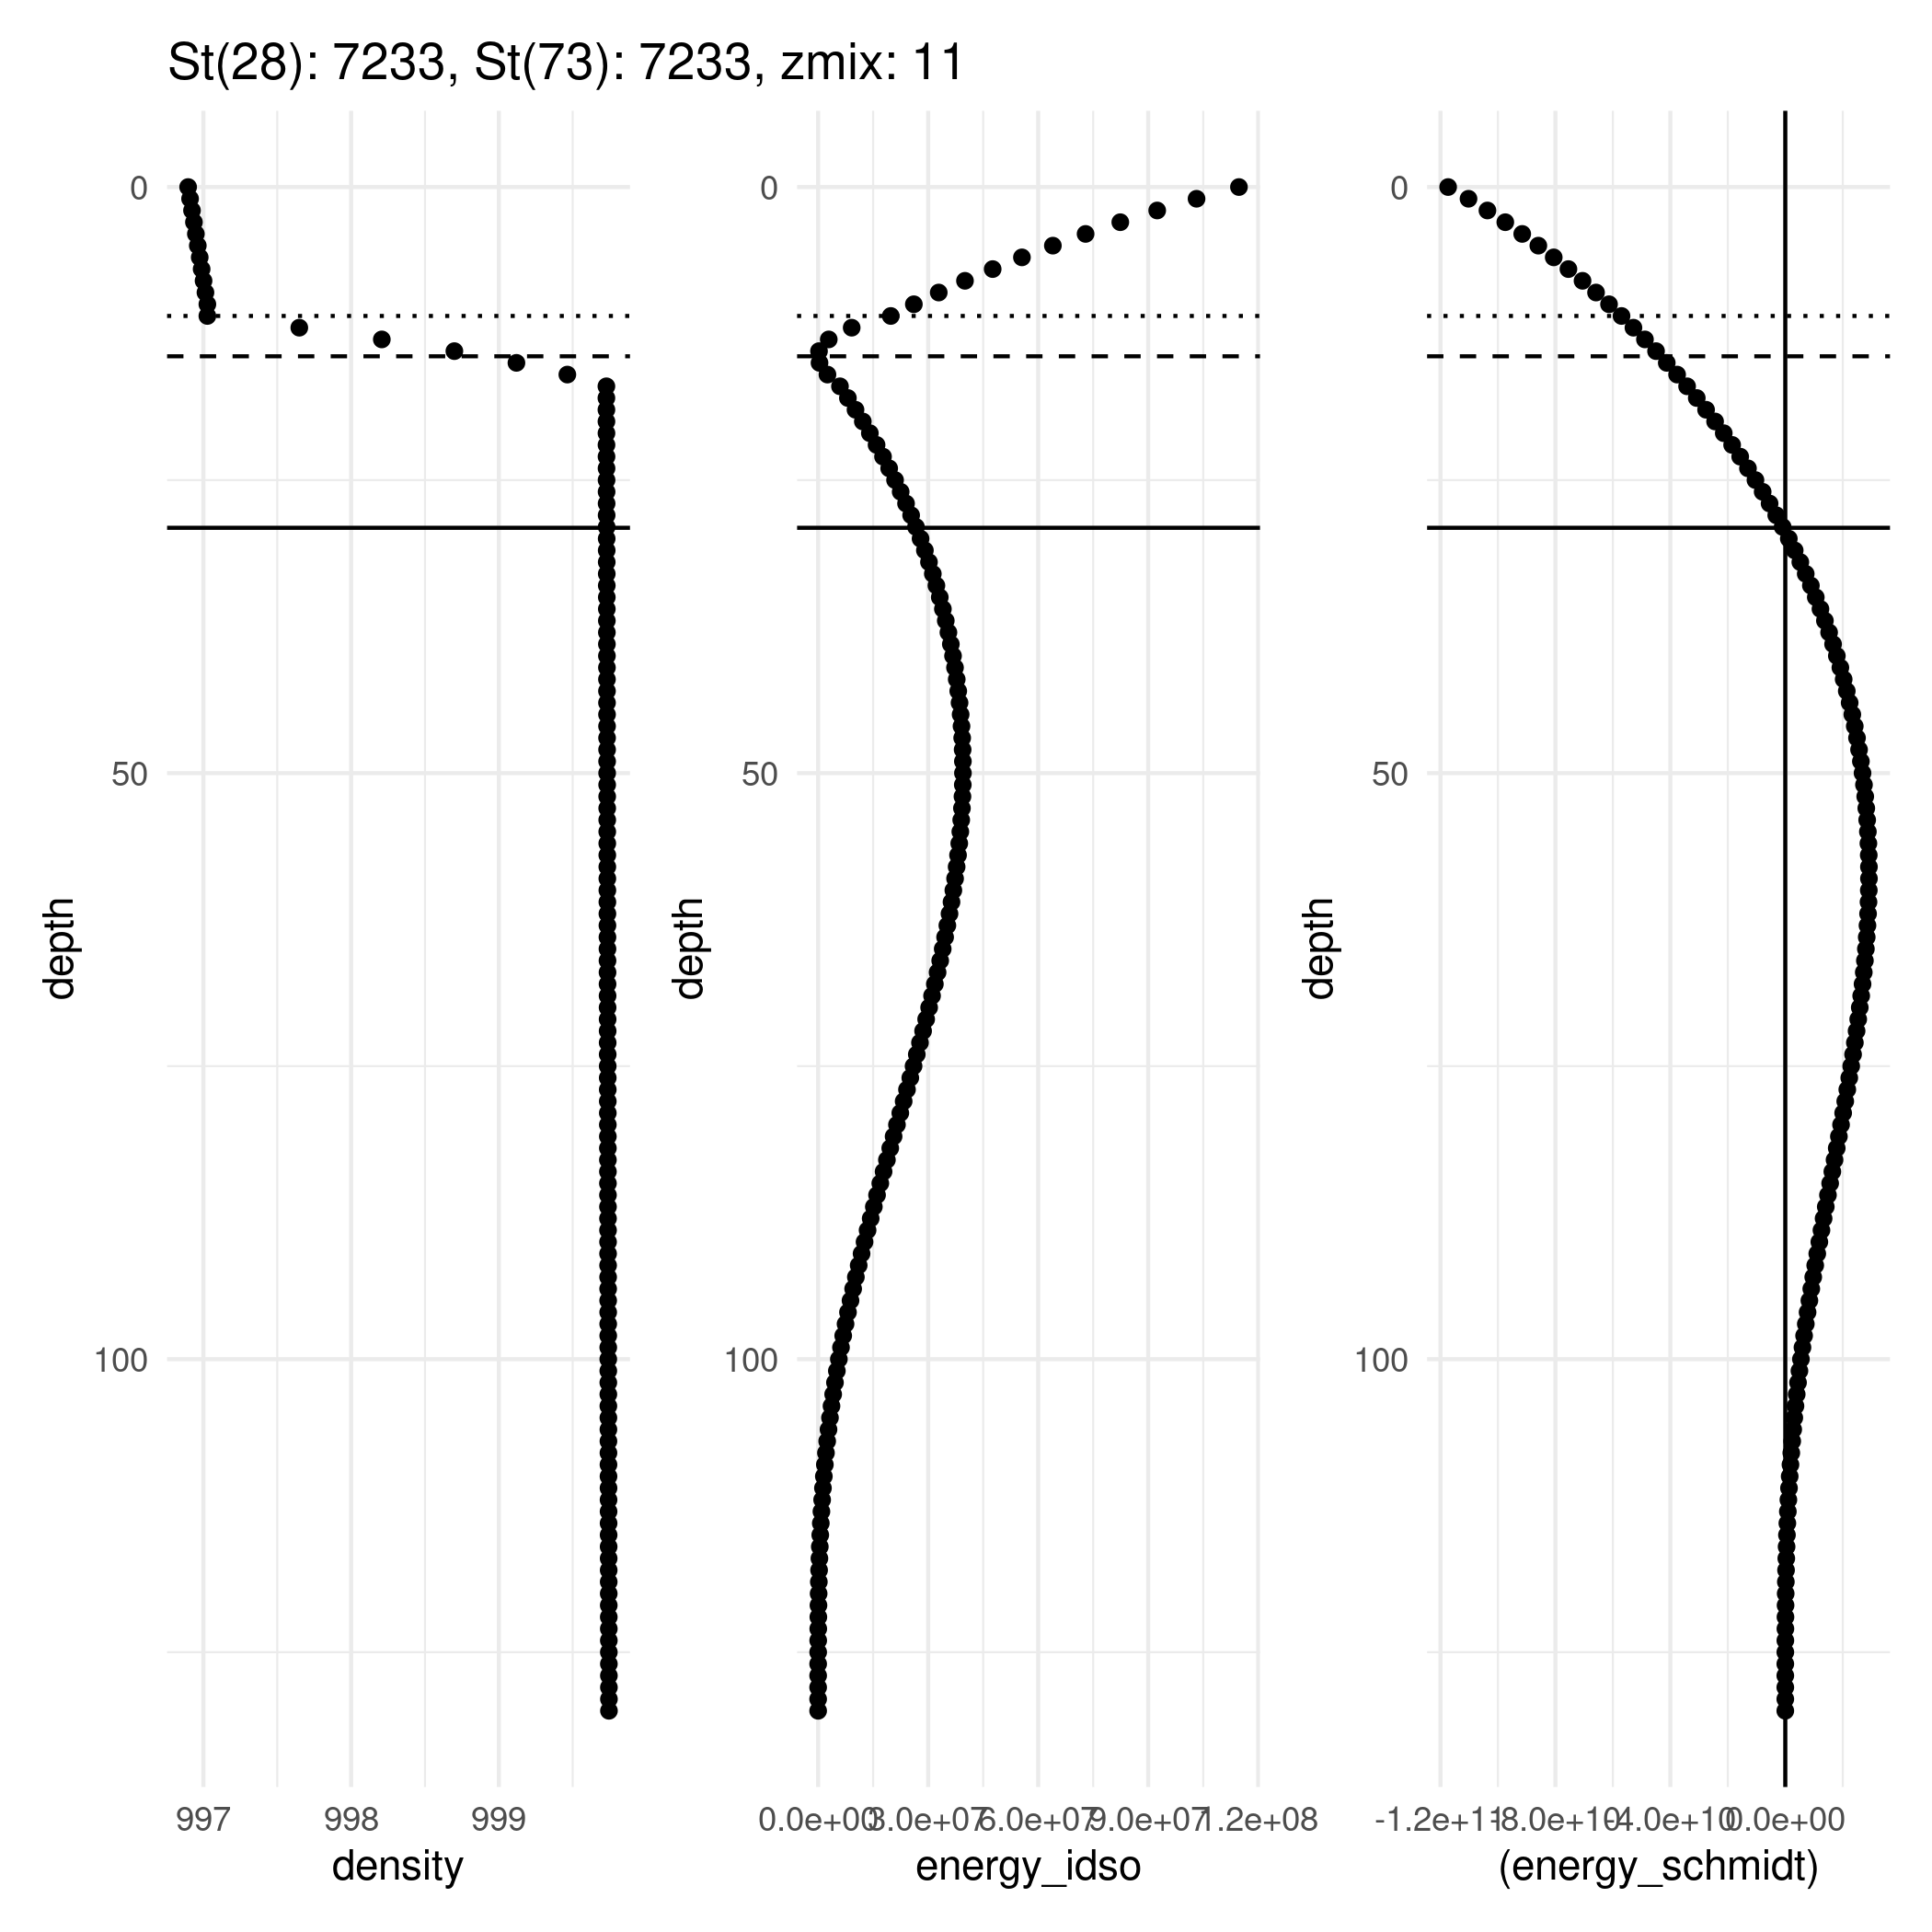 St(28): 7233, St(73): 7233, zmix: 11
0
50
100
depth
997 998 999
density
0
50
100
depth
0.0e+00 3.0e+07 6.0e+07 9.0e+07 1.2e+08
energy_idso
0
50
100
depth
-1.2e+11 -8.0e+10 -4.0e+10 0.0e+00
(energy_schmidt)